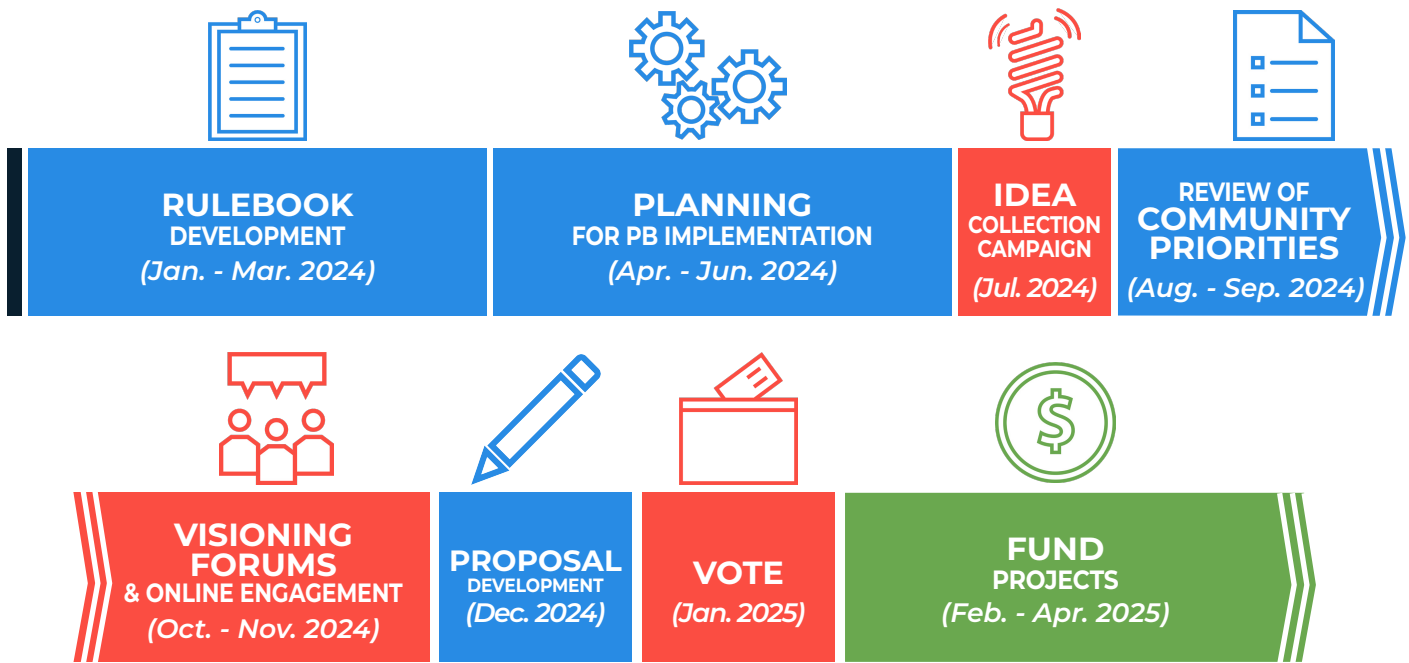 RULEBOOK
DEVELOPMENT
(Jan. - Mar. 2024)
PLANNING
FOR PB IMPLEMENTATION
(Apr. - Jun. 2024)
IDEA
COLLECTION
CAMPAIGN
(Jul. 2024)
REVIEW OF
COMMUNITY
PRIORITIES
(Aug. - Sep. 2024)
VISIONING
FORUMS
& ONLINE ENGAGEMENT
(Oct. - Nov. 2024)
PROPOSAL
DEVELOPMENT
(Dec. 2024)
VOTE
(Jan. 2025)
$
FUND
PROJECTS
(Feb. - Apr. 2025)